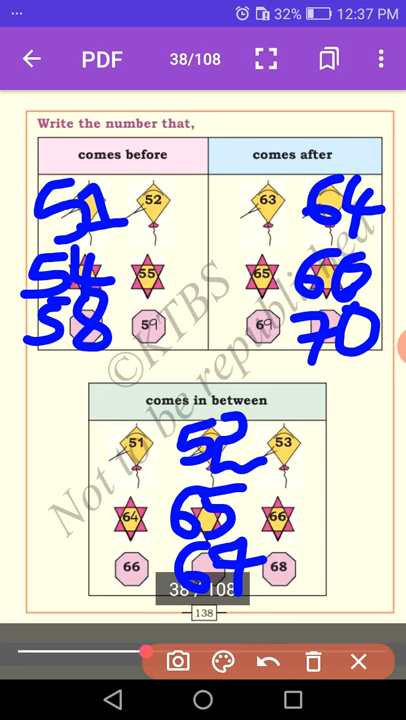 32% 12:37 PM
PDF 38/108
Write the number that,
comes before comes after
51 52 63 64
54 55 65 66
58 59 69 70
©KTBS
Not to be republished
comes in between
51 52 53
64 65 66
66 67 68
38 / 108
138